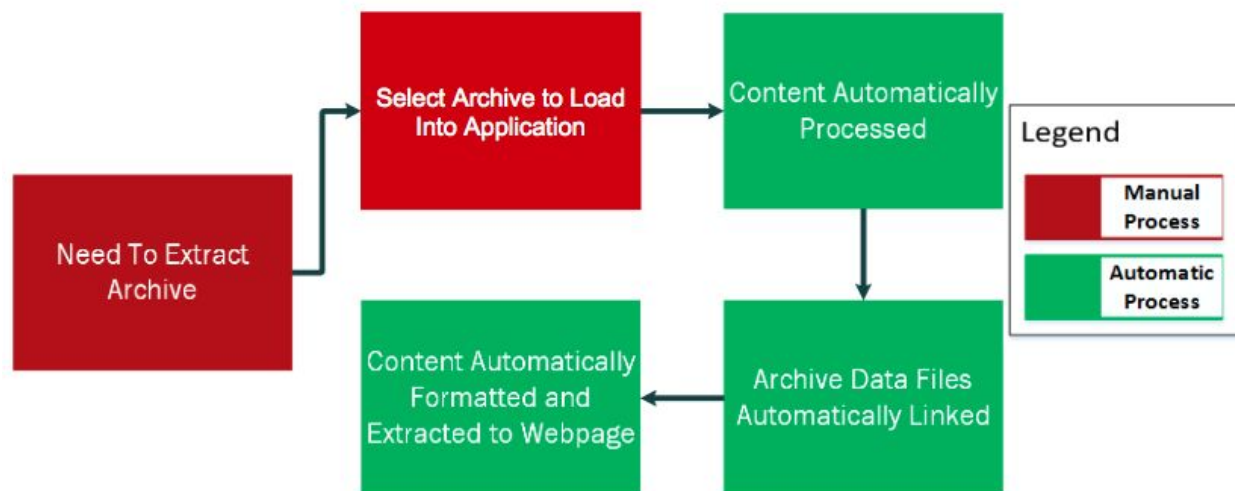 Need To Extract
Archive
Select Archive to Load
Into Application
Content Automatically
Processed
Archive Data Files
Automatically Linked
Content Automatically
Formatted and
Extracted to Webpage
Legend
Manual
Process
Automatic
Process